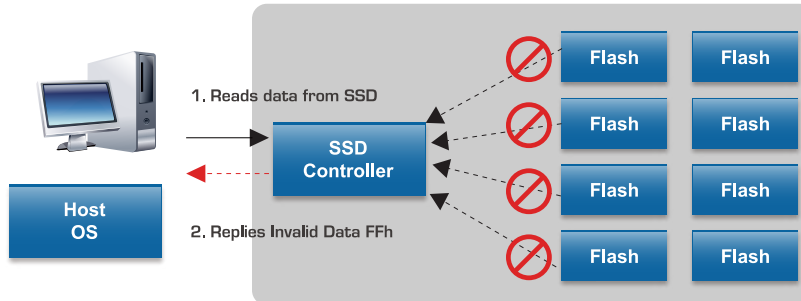 1. Reads data from SSD
Host
OS
2. Replies Invalid Data FFh
SSD
Controller
Flash
Flash
Flash
Flash
Flash
Flash
Flash
Flash